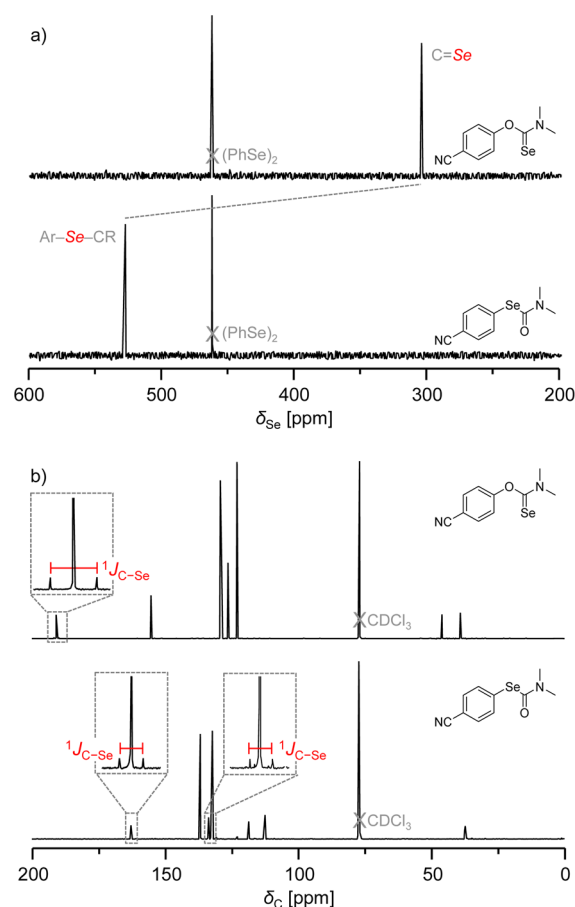 a)
C=Se
(PhSe)2
O
N
Se
NC
Ar–Se–CR
(PhSe)2
Se
N
O
NC
600 500 400 300 200
δSe [ppm]
b)
O
N
Se
NC
1JC–Se
CDCl3
Se
N
O
NC
1JC–Se
1JC–Se
CDCl3
200 150 100 50 0
δC [ppm]